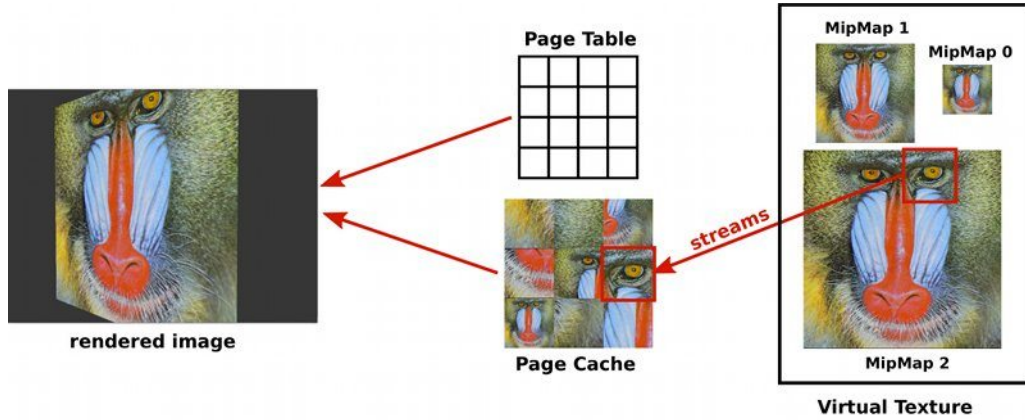 Page Table
MipMap 1
MipMap 0
streams
rendered image
Page Cache
MipMap 2
Virtual Texture